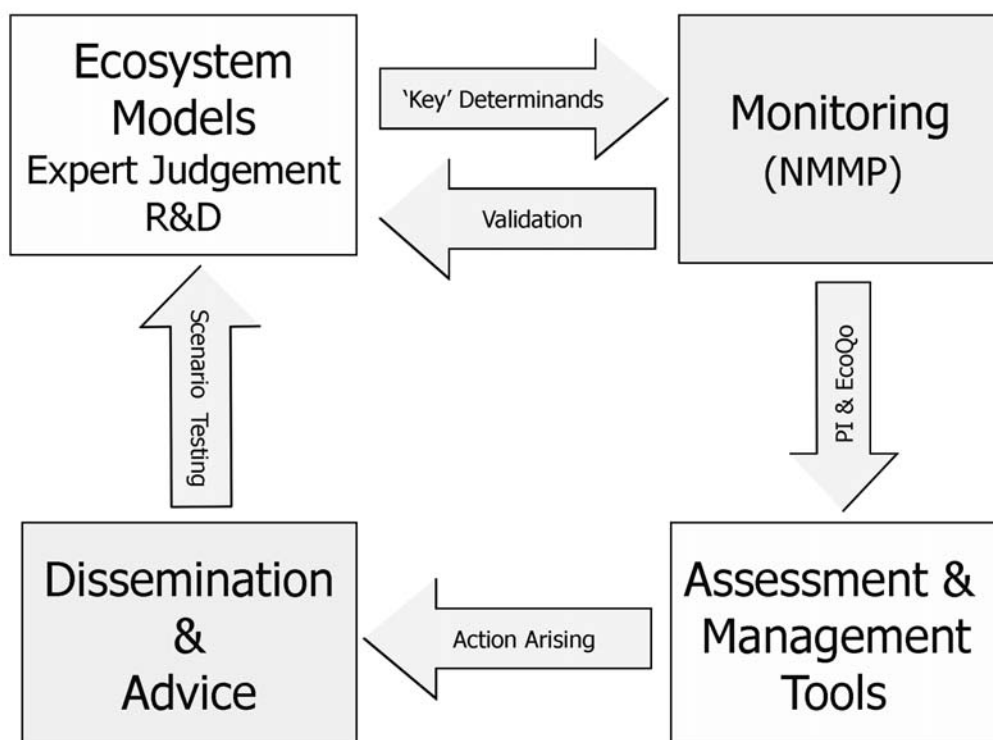 Ecosystem
Models
Expert Judgement
R&D
‘Key’ Determinands
Validation
Monitoring
(NMMP)
Scenario Testing
PI & EcoQo
Dissemination
&
Advice
Action Arising
Assessment &
Management
Tools